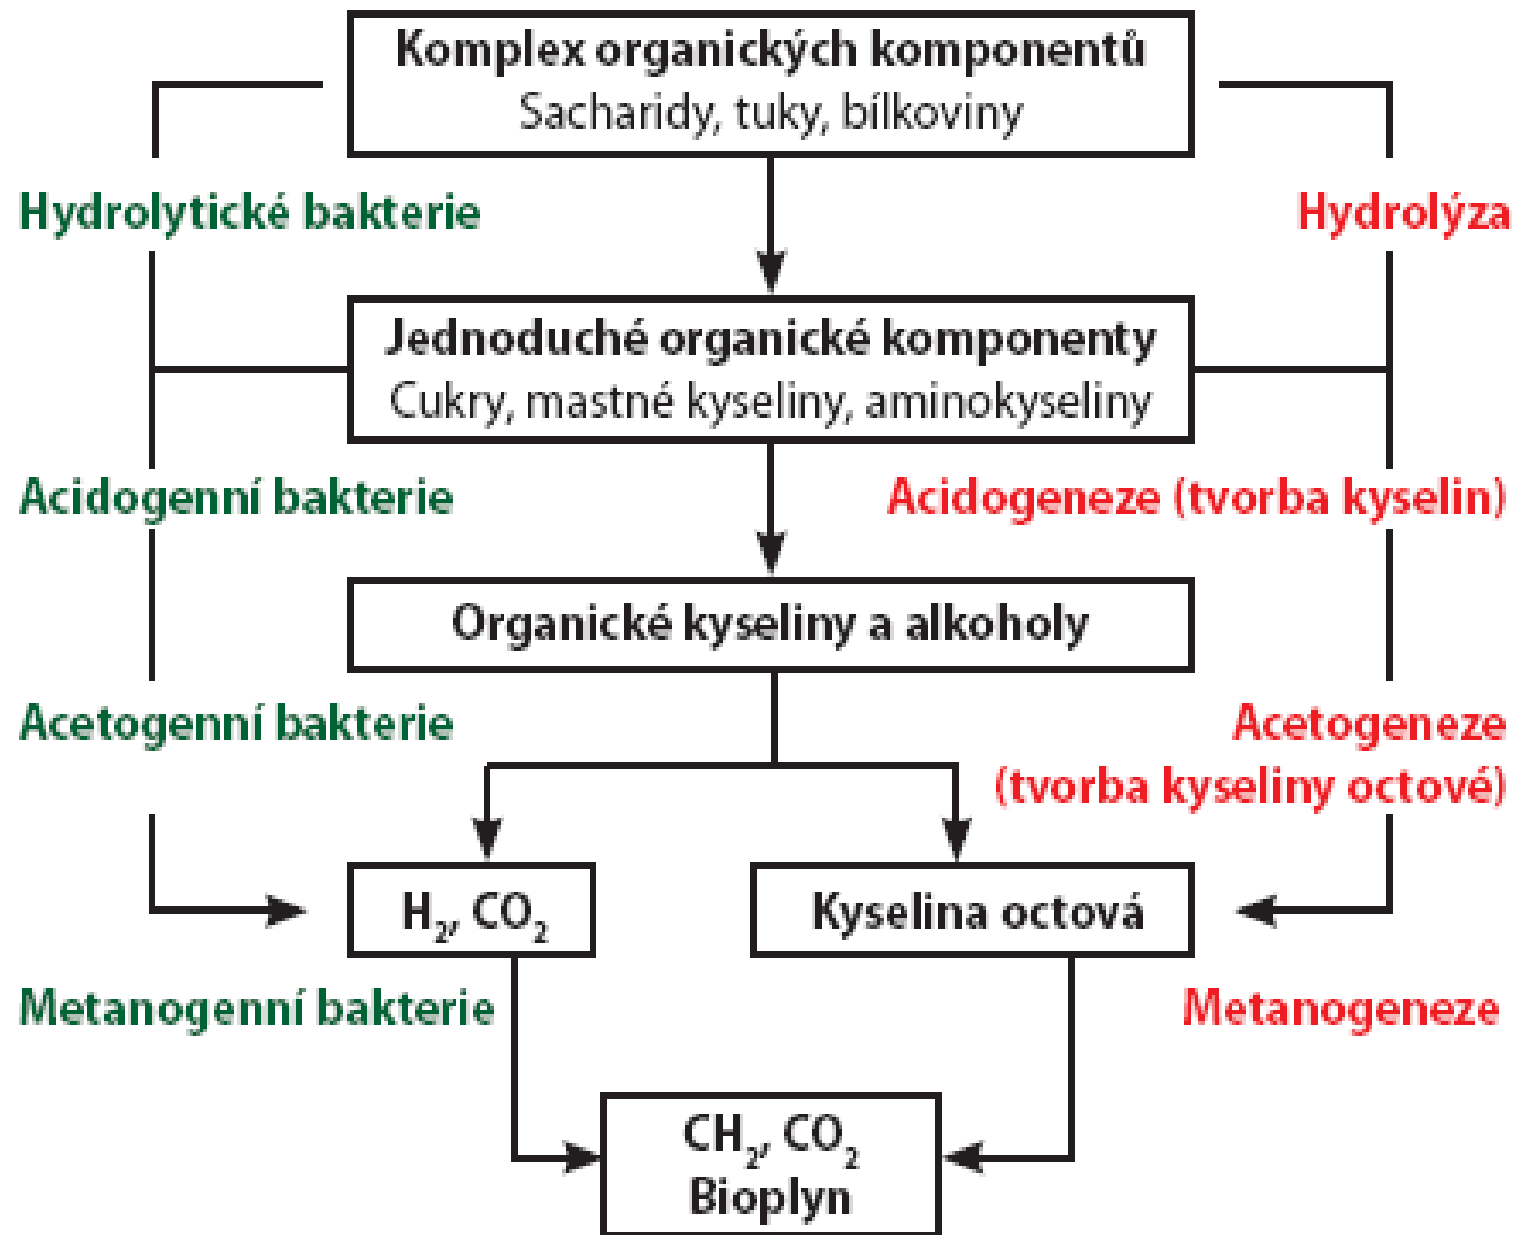 Komplex organických komponentů
Sacharidy, tuky, bílkoviny
Hydrolytické bakterie
Hydrolýza
Jednoduché organické komponenty
Cukry, mastné kyseliny, aminokyseliny
Acidogenní bakterie
Acidogeneze (tvorba kyselin)
Organické kyseliny a alkoholy
Acetogenní bakterie
Acetogeneze
(tvorba kyseliny octové)
H₂, CO₂
Kyselina octová
Metanogenní bakterie
Metanogeneze
CH₂, CO₂
Bioplyn